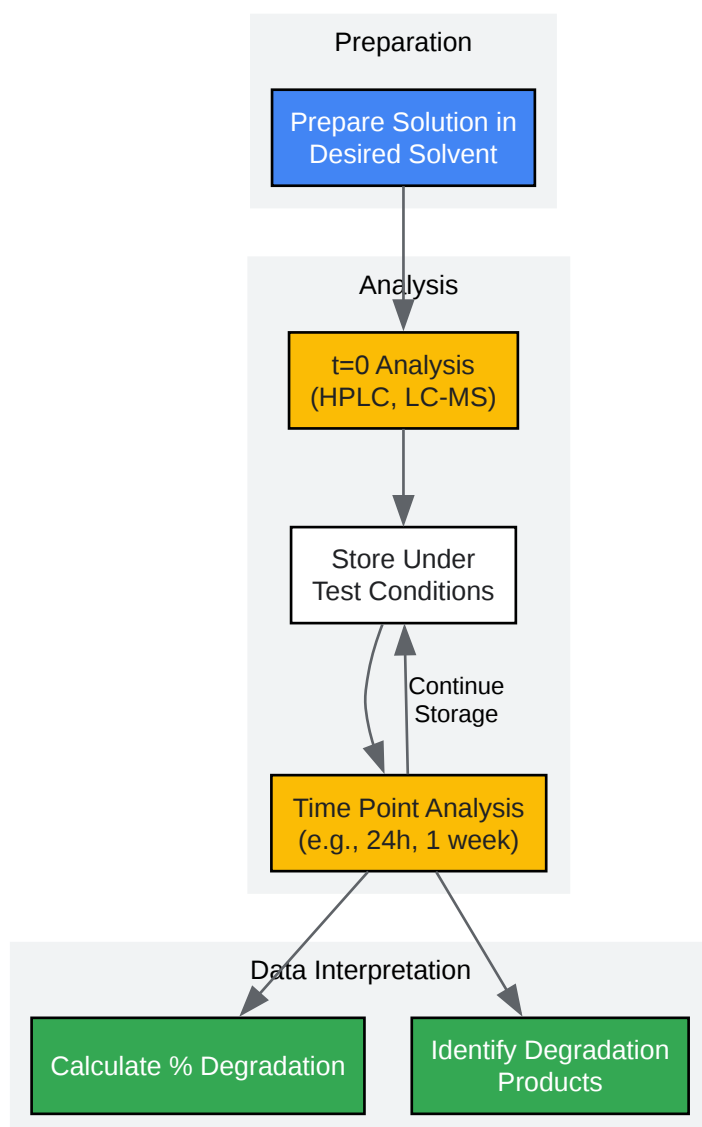 Preparation
Prepare Solution in
Desired Solvent
Analysis
t=0 Analysis
(HPLC, LC-MS)
Store Under
Test Conditions
Continue
Storage
Time Point Analysis
(e.g., 24h, 1 week)
Data Interpretation
Calculate % Degradation
Identify Degradation
Products